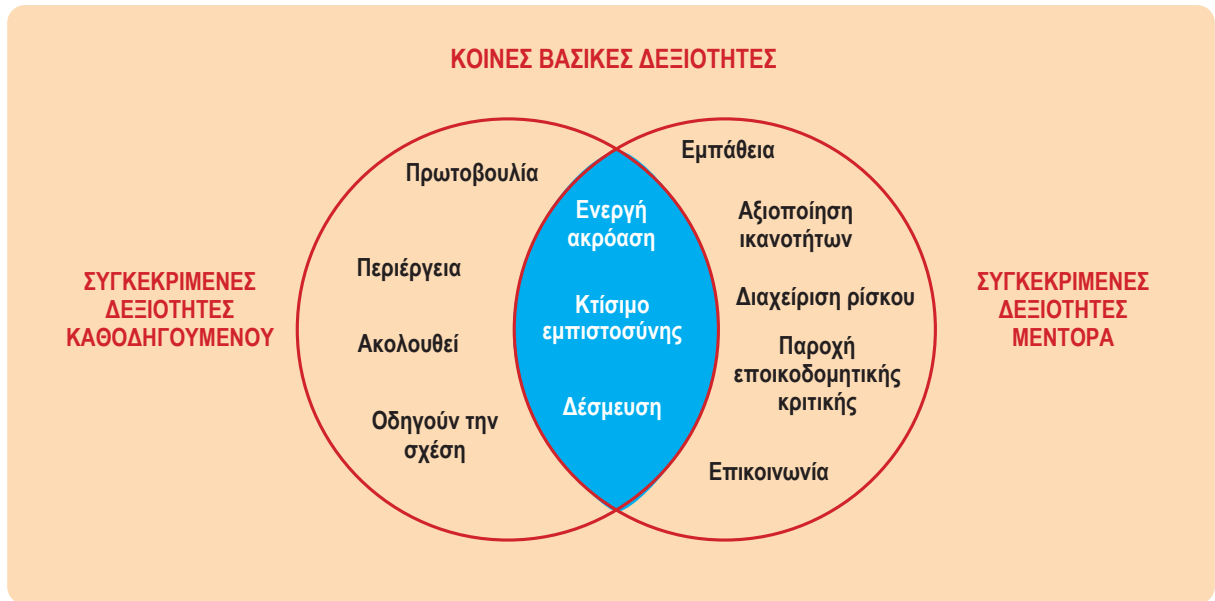 ΚΟΙΝΕΣ ΒΑΣΙΚΕΣ ΔΕΞΙΟΤΗΤΕΣ
ΣΥΓΚΕΚΡΙΜΕΝΕΣ
ΔΕΞΙΟΤΗΤΕΣ
ΚΑΘΟΔΗΓΟΥΜΕΝΟΥ
Πρωτοβουλία
Περιέργεια
Ακολουθεί
Οδηγούν την
σχέση
Ενεργή
ακρόαση
Κτίσιμο
εμπιστοσύνης
Δέσμευση
Εμπάθεια
Αξιοποίηση
ικανοτήτων
Διαχείριση ρίσκου
Παροχή
εποικοδομητικής
κριτικής
Επικοινωνία
ΣΥΓΚΕΚΡΙΜΕΝΕΣ
ΔΕΞΙΟΤΗΤΕΣ
ΜΕΝΤΟΡΑ